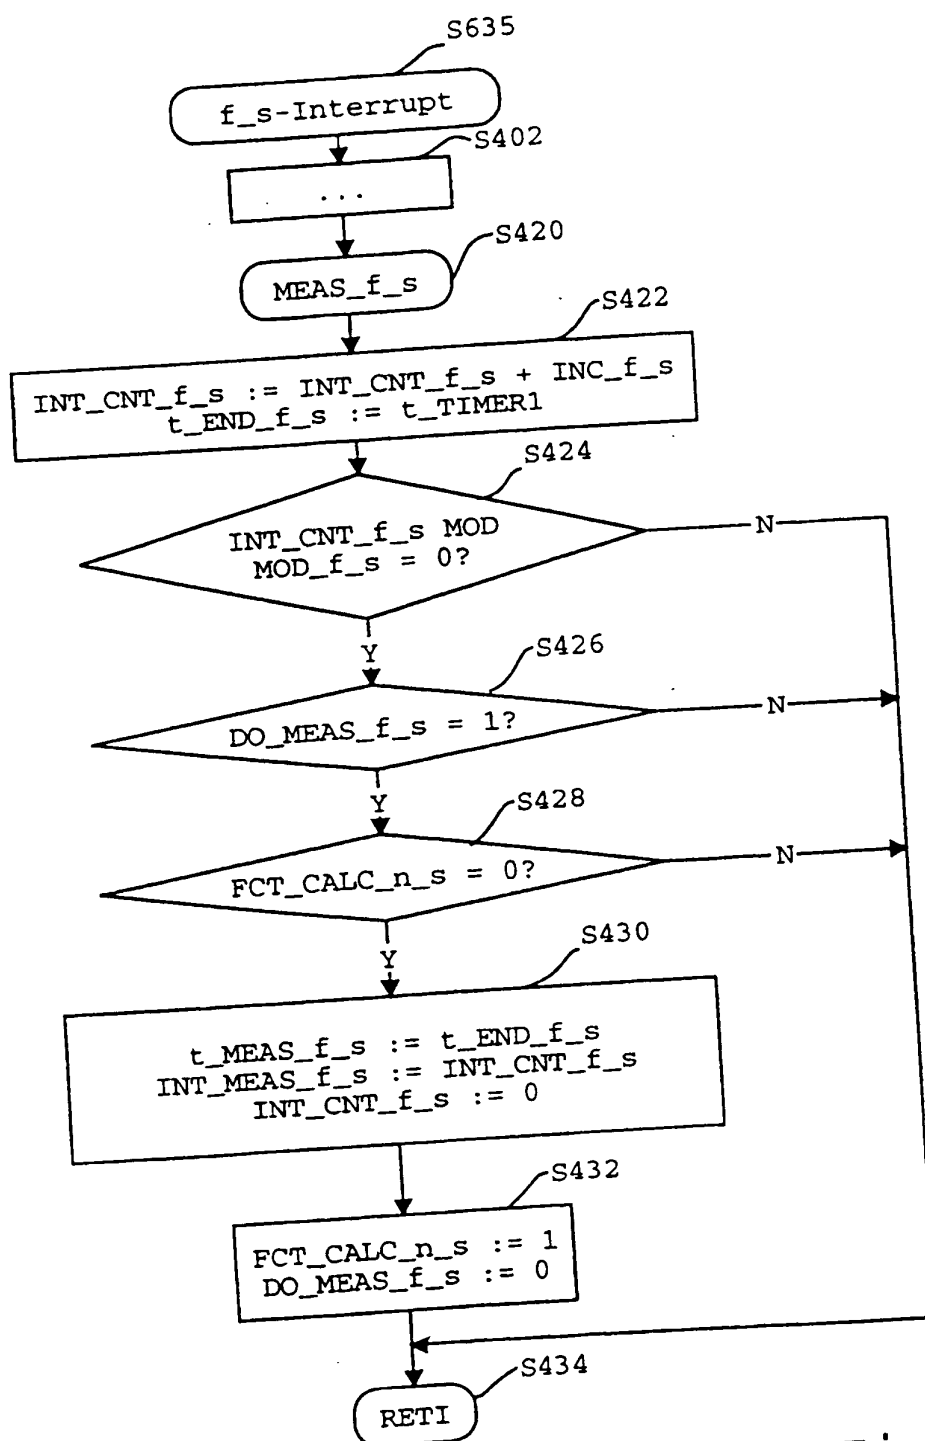 S635
f_s-Interrupt
S402
...
S420
MEAS_f_s
S422
INT_CNT_f_s := INT_CNT_f_s + INC_f_s
t_END_f_s := t_TIMER1
S424
INT_CNT_f_s MOD
MOD_f_s = 0?
N
Y
S426
DO_MEAS_f_s = 1?
N
Y
S428
FCT_CALC_n_s = 0?
N
Y
S430
t_MEAS_f_s := t_END_f_s
INT_MEAS_f_s := INT_CNT_f_s
INT_CNT_f_s := 0
S432
FCT_CALC_n_s := 1
DO_MEAS_f_s := 0
S434
RETI